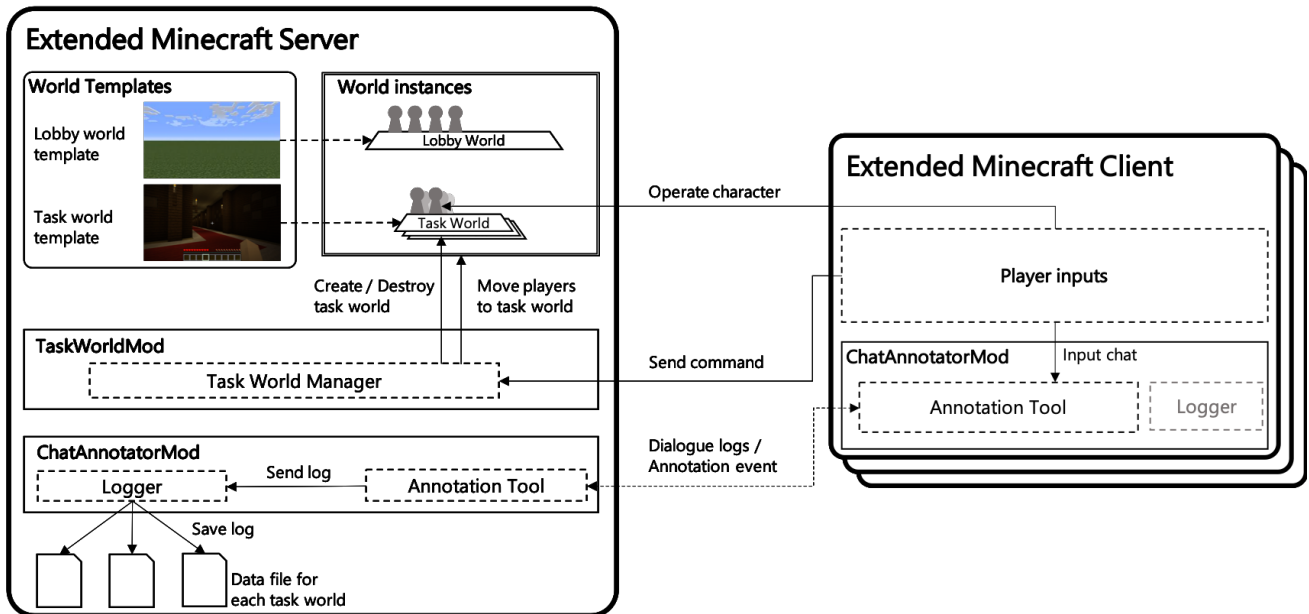 Extended Minecraft Server
World Templates
Lobby world
template
Task world
template
World instances
Lobby World
Task World
Create / Destroy
task world
Move players
to task world
TaskWorldMod
Task World Manager
ChatAnnotatorMod
Logger
Send log
Annotation Tool
Save log
Data file for
each task world
Operate character
Send command
Dialogue logs /
Annotation event
Extended Minecraft Client
Player inputs
Input chat
ChatAnnotatorMod
Annotation Tool
Logger